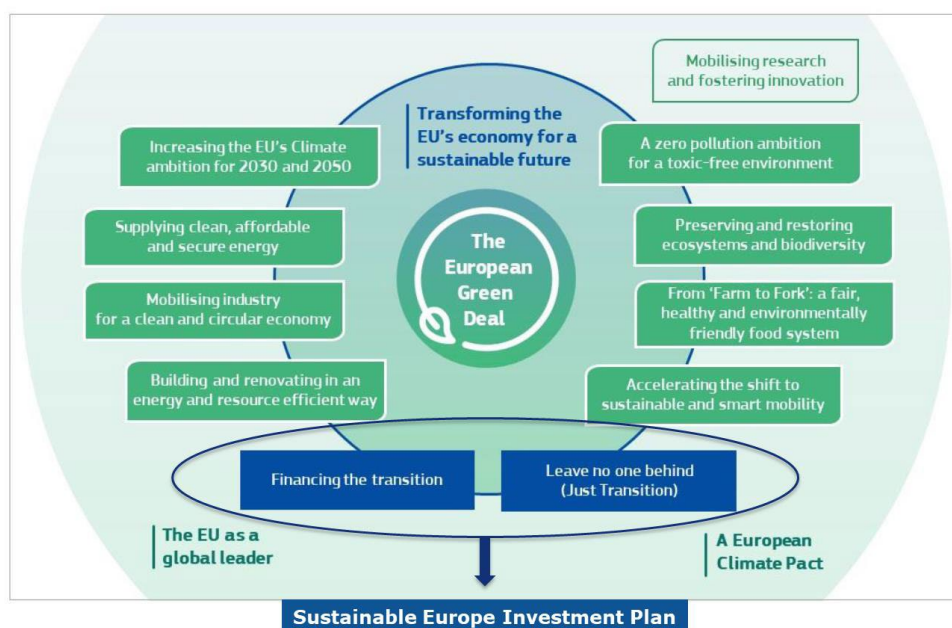 Mobilising research
and fostering innovation
Transforming the
EU's economy for a
sustainable future
Increasing the EU's Climate
ambition for 2030 and 2050
A zero pollution ambition
for a toxic-free environment
Supplying clean, affordable
and secure energy
Preserving and restoring
ecosystems and biodiversity
The
European
Green
Deal
Mobilising industry
for a clean and circular economy
From 'Farm to Fork': a fair,
healthy and environmentally
friendly food system
Building and renovating in an
energy and resource efficient way
Accelerating the shift to
sustainable and smart mobility
Financing the transition
Leave no one behind
(Just Transition)
The EU as a
global leader
A European
Climate Pact
Sustainable Europe Investment Plan